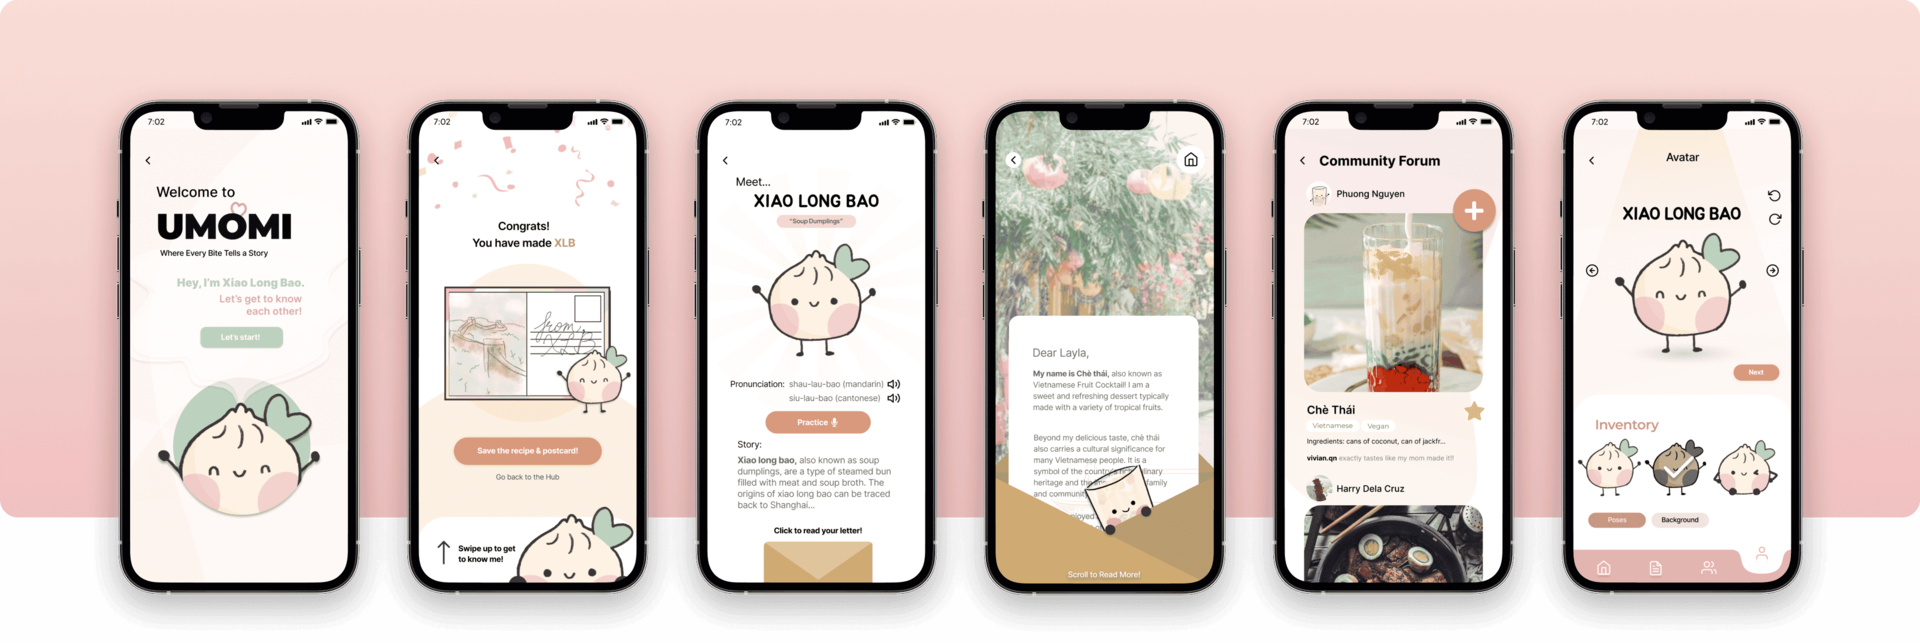 7:02
Welcome to
UMOMI
Where Every Bite Tells a Story
Hey, I'm Xiao Long Bao.
Let's get to know
each other!
Let's start!
7:02
Congrats!
You have made XLB
from
XLB
Save the recipe & postcard!
Go back to the Hub
Swipe up to get
to know me!
7:02
Meet...
XIAO LONG BAO
"Soup Dumplings"
Pronunciation: shau-lau-bao (mandarin)
siu-lau-bao (cantonese)
Practice
Story:
Xiao long bao, also known as soup
dumplings, are a type of steamed bun
filled with meat and soup broth. The
origins of xiao long bao can be traced
back to Shanghai...
Click to read your letter!
Dear Layla,
My name is Chè thái, also known as
Vietnamese Fruit Cocktail! I am a
sweet and refreshing dessert typically
made with a variety of tropical fruits.
Beyond my delicious taste, chè thái
also carries a cultural significance for
many Vietnamese people. It is a
symbol of the country's
heritage and the family
and community
Scroll to Read More!
7:02
Community Forum
Phuong Nguyen
Chè Thái
Vietnamese
Vegan
Ingredients: cans of coconut, can of jackfr...
vivian.qn exactly tastes like my mom made it!!!
Harry Dela Cruz
7:02
Avatar
XIAO LONG BAO
Next
Inventory
Poses
Background